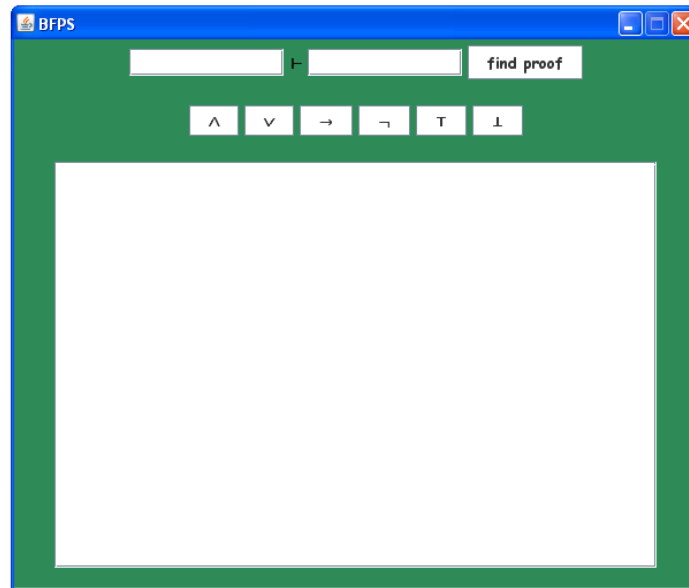 BFPS
⊢ find proof
∧ ∨ → ¬ ⊤ ⊥